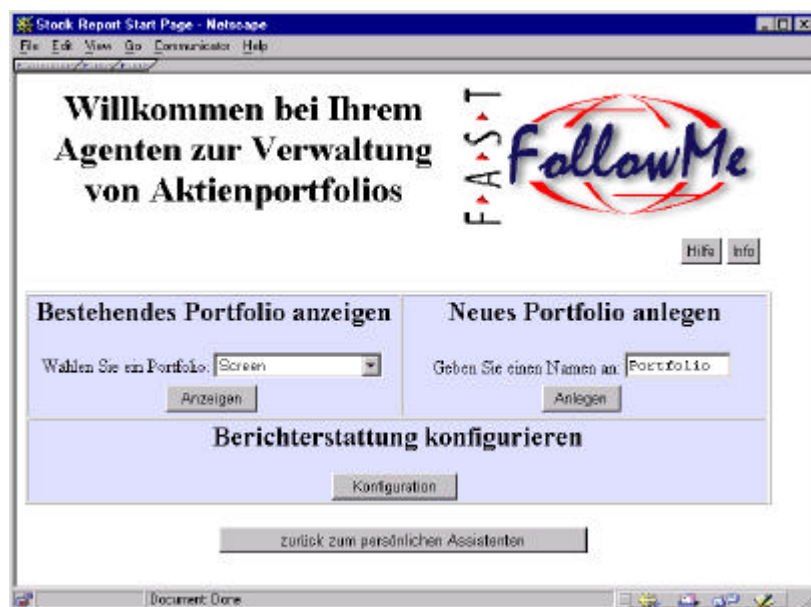 Stock Report Start Page - Netscape
File Edit View Go Communicator Help
Willkommen bei Ihrem
Agenten zur Verwaltung
von Aktienportfolios
F·A·S·T
FollowMe
Hilfe Info
Bestehendes Portfolio anzeigen
Wählen Sie ein Portfolio: Screen
Anzeigen
Neues Portfolio anlegen
Geben Sie einen Namen an: Portfolio
Anlegen
Berichterstattung konfigurieren
Konfiguration
zurück zum persönlichen Assistenten
Document: Done